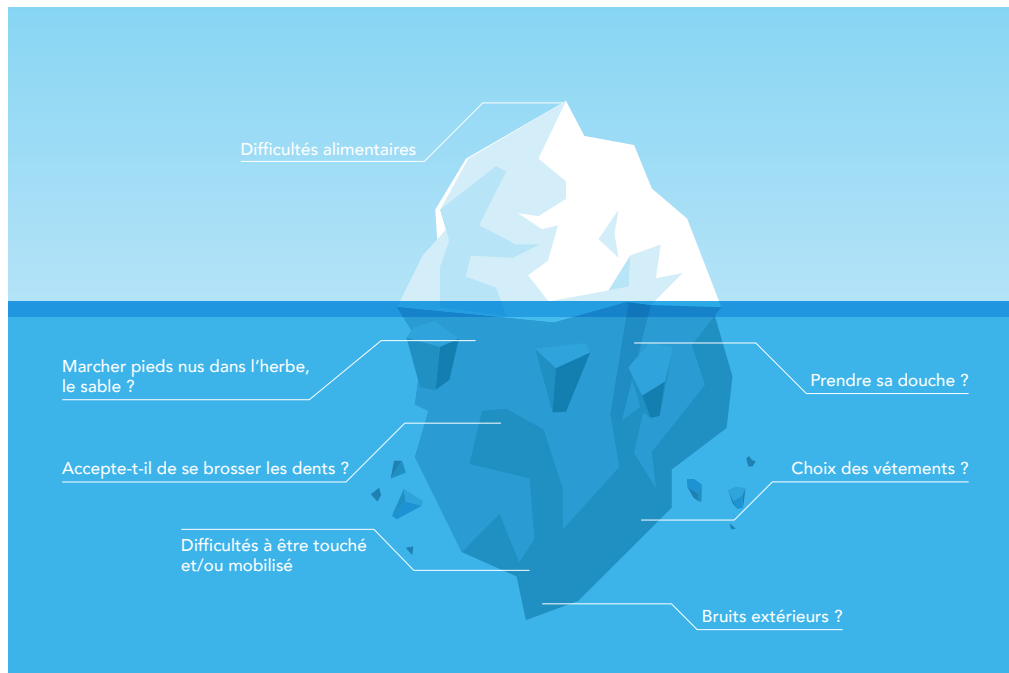 Difficultés alimentaires
Marcher pieds nus dans l'herbe,
le sable ?
Prendre sa douche ?
Accepte-t-il de se brosser les dents ?
Choix des vétements ?
Difficultés à être touché
et/ou mobilisé
Bruits extérieurs ?